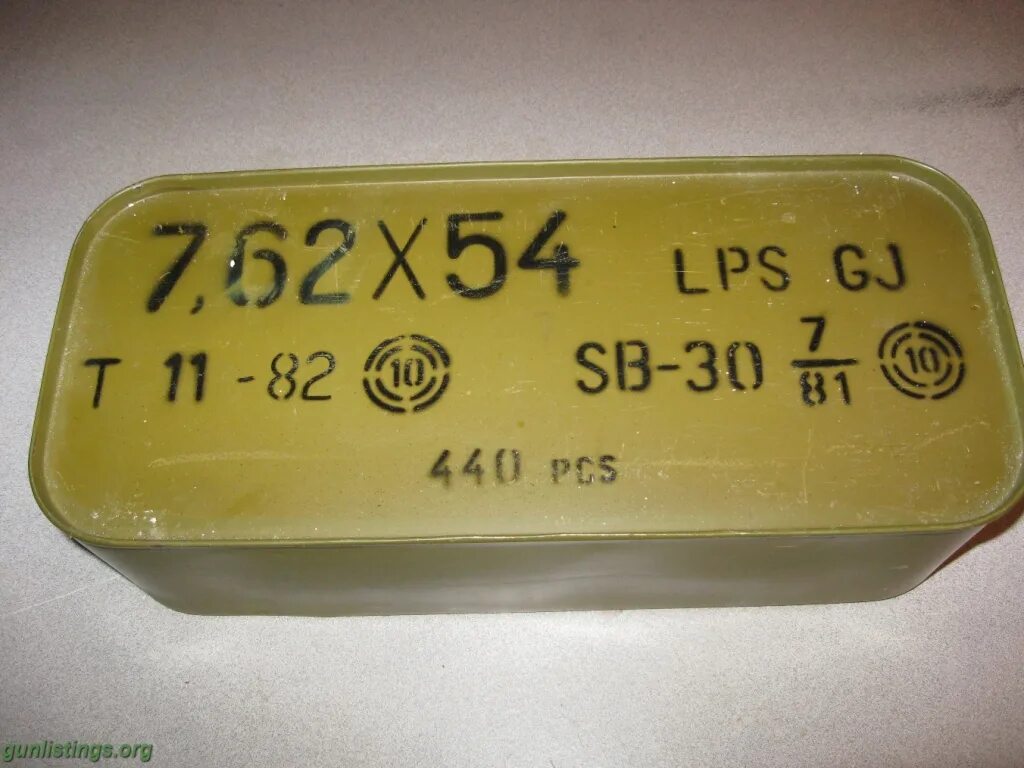 7,62X54 LPS GJ
T 11-82 10 SB-30 7/81 10
440 PCS
gunlistings.org